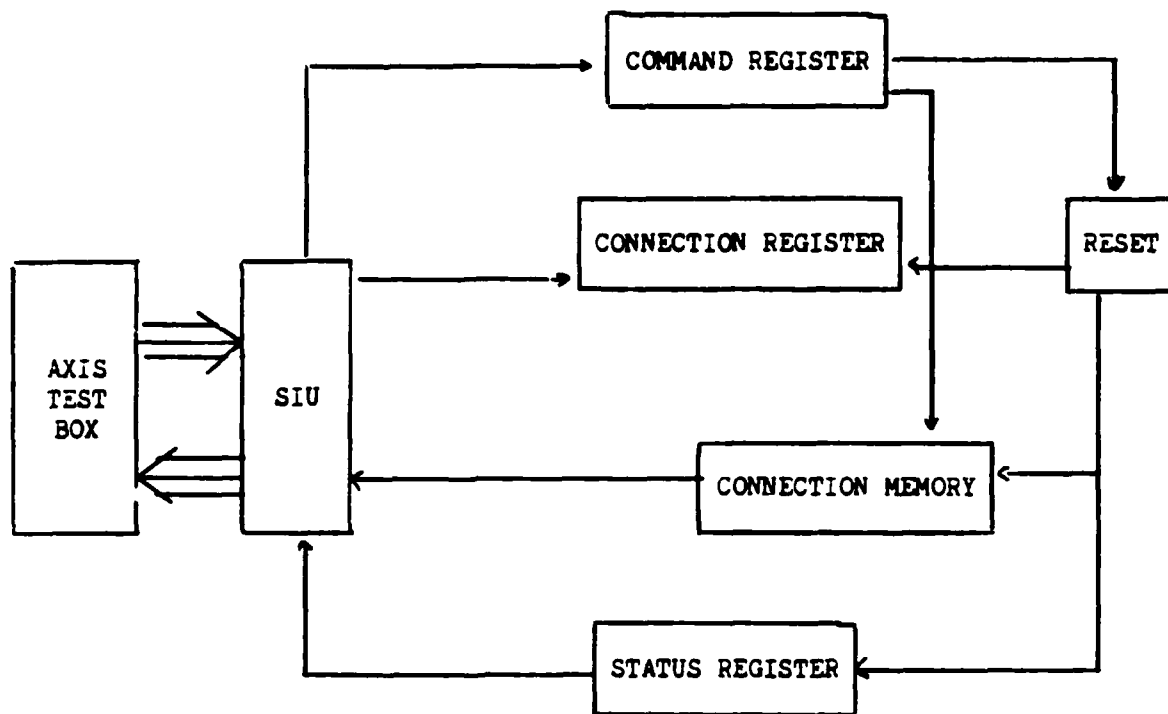 COMMAND REGISTER
CONNECTION REGISTER
RESET
AXIS
TEST
BOX
SIU
CONNECTION MEMORY
STATUS REGISTER